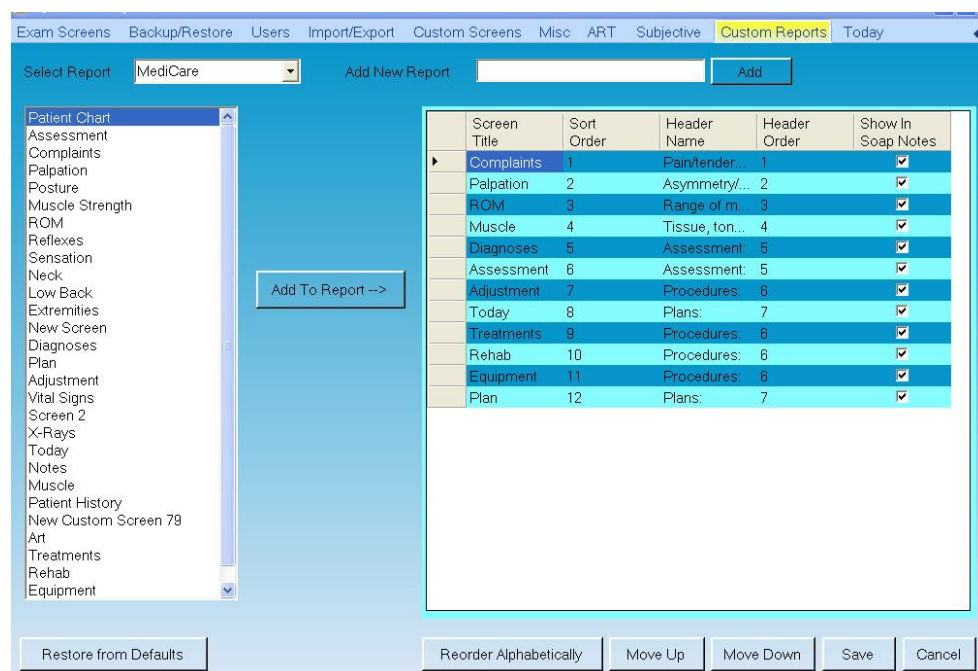 Exam Screens Backup/Restore Users Import/Export Custom Screens Misc ART Subjective Custom Reports Today
Select Report MediCare Add New Report Add
Patient Chart
Assessment
Complaints
Palpation
Posture
Muscle Strength
ROM
Reflexes
Sensation
Neck
Low Back
Extremities
New Screen
Diagnoses
Plan
Adjustment
Vital Signs
Screen 2
X-Rays
Today
Notes
Muscle
Patient History
New Custom Screen 79
Art
Treatments
Rehab
Equipment
Add To Report -->
Screen Title Sort Order Header Name Header Order Show In Soap Notes
Complaints 1 Pain/tender... 1
Palpation 2 Asymmetry/... 2
ROM 3 Range of m... 3
Muscle 4 Tissue, ton... 4
Diagnoses 5 Assessment: 5
Assessment 6 Assessment: 5
Adjustment 7 Procedures: 6
Today 8 Plans: 7
Treatments 9 Procedures: 6
Rehab 10 Procedures: 6
Equipment 11 Procedures: 6
Plan 12 Plans: 7
Restore from Defaults Reorder Alphabetically Move Up Move Down Save Cancel